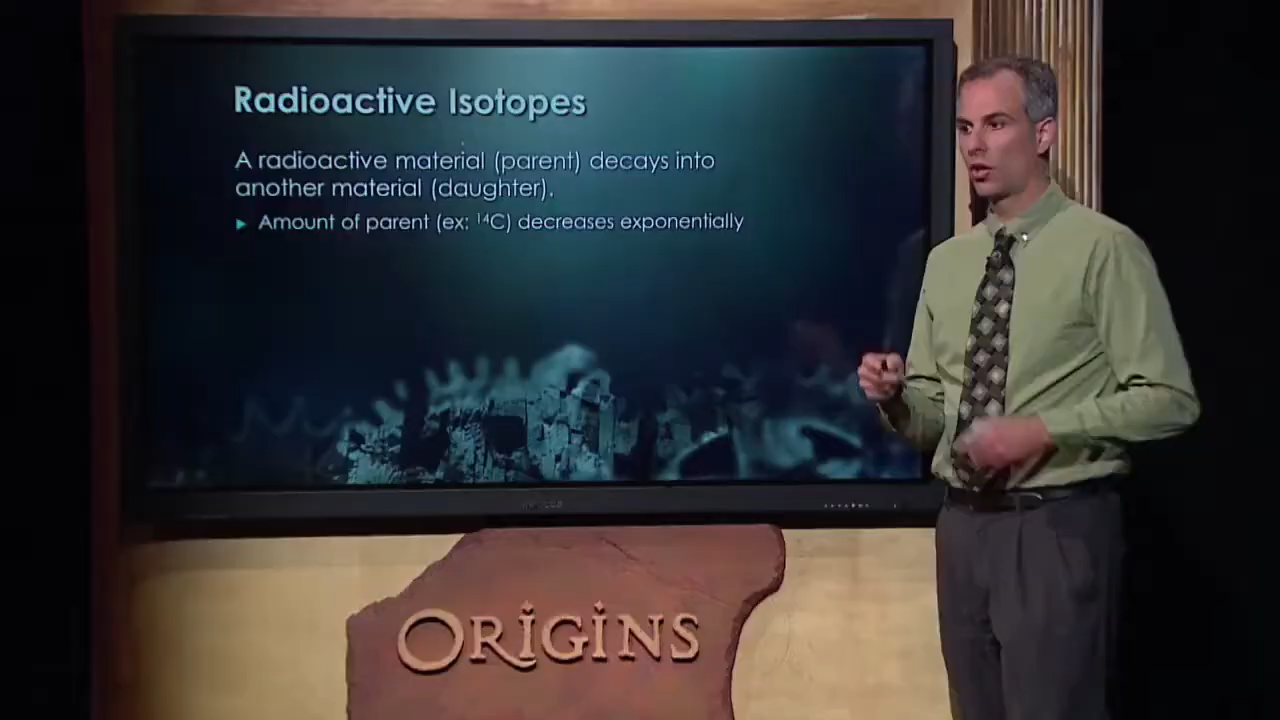 Radioactive Isotopes
A radioactive material (parent) decays into
another material (daughter).
▸ Amount of parent (ex: ¹⁴C) decreases exponentially
ORiGiNS